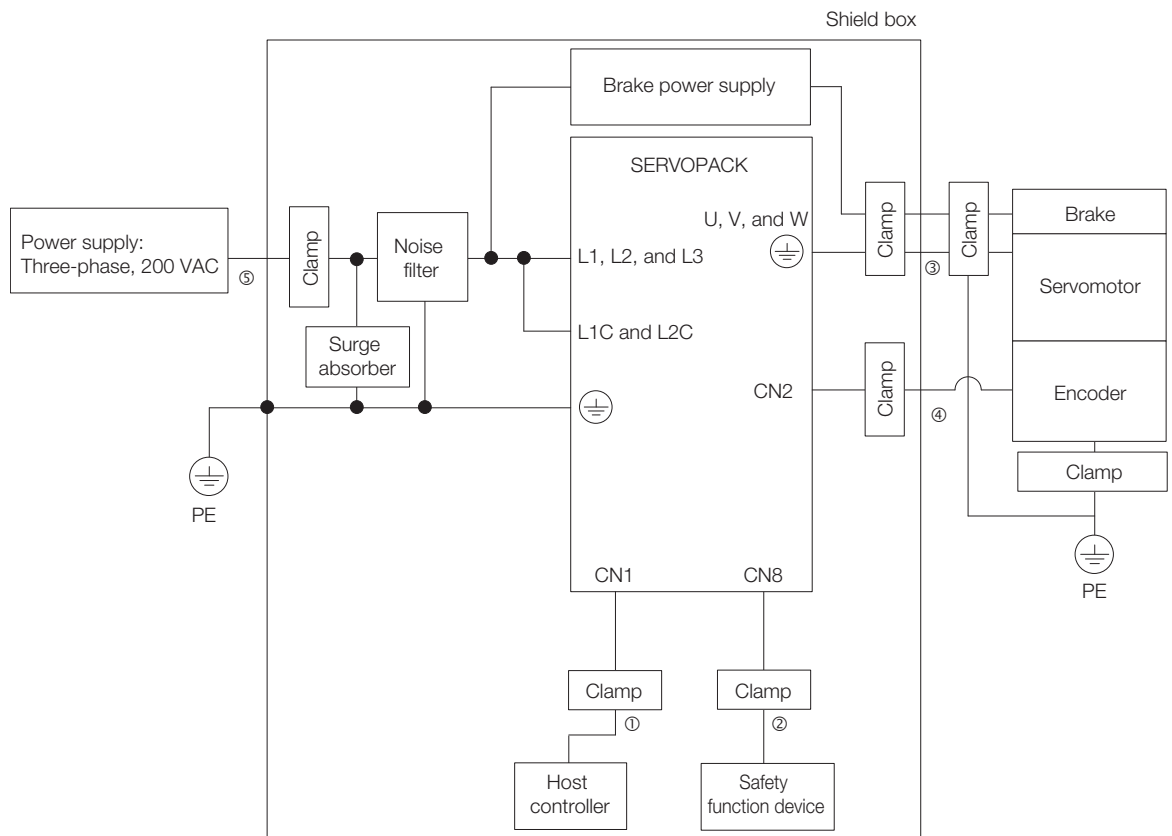 Shield box
Brake power supply
SERVOPACK
U, V, and W
Clamp
Clamp
Brake
Power supply:
Three-phase, 200 VAC
⑤
Clamp
Noise
filter
L1, L2, and L3
③
Servomotor
Surge
absorber
L1C and L2C
CN2
Clamp
④
Encoder
Clamp
PE
PE
CN1
CN8
Clamp
①
Clamp
②
Host
controller
Safety
function device